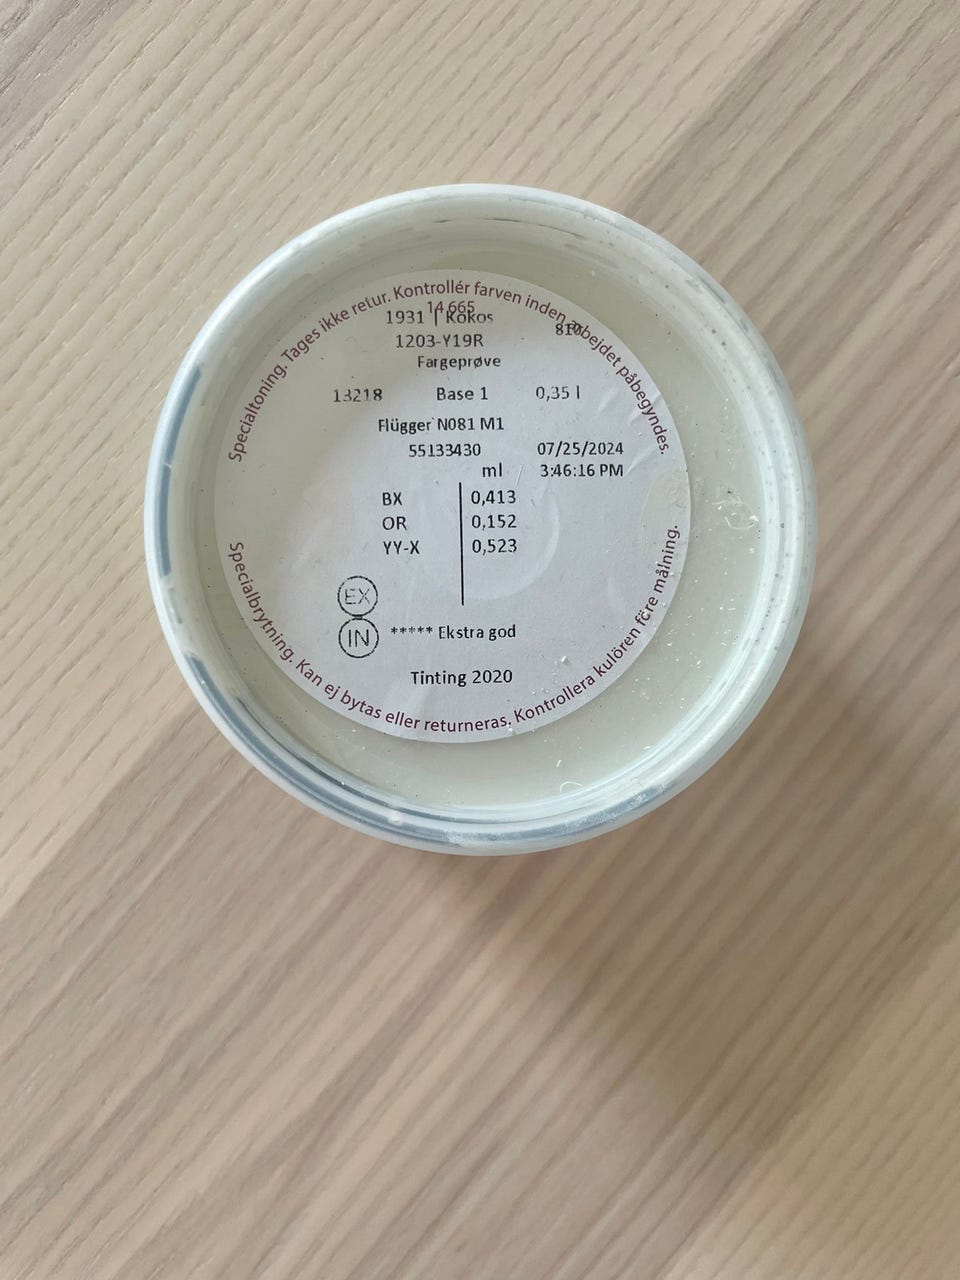 Specialtoning. Tages ikke retur. Kontrollér farven inden arbejdet påbegyndes.
14 665
1931 | Kokos
810
1203-Y19R
Fargeprøve
13218 Base 1 0,35 l
Flügger N081 M1
55133430 07/25/2024
ml 3:46:16 PM
BX 0,413
OR 0,152
YY-X 0,523
EX
IN ***** Ekstra god
Tinting 2020
Specialbrytning. Kan ej bytas eller returneras. Kontrollera kulören före målning.